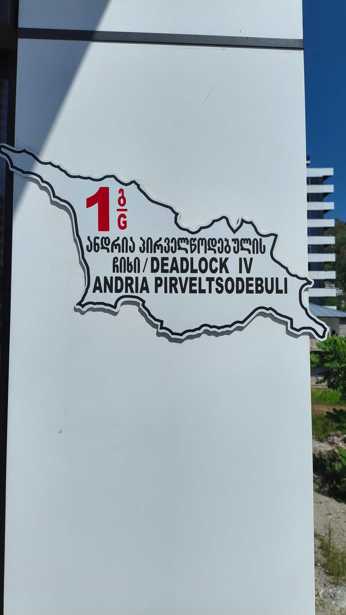 1 გ/G
ანდრია პირველწოდებულის
ჩიხი/DEADLOCK IV
ANDRIA PIRVELTSODEBULI